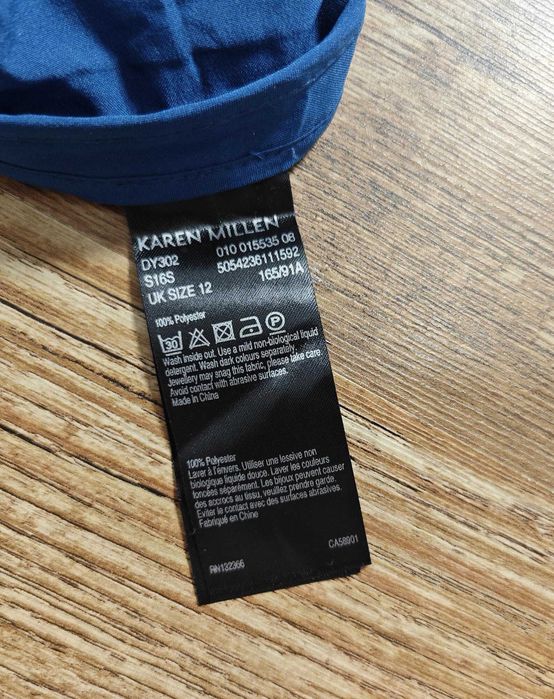 KAREN MILLEN
DY302 010 015535 08
S16S 5054236111592
UK SIZE 12 165/91A
100% Polyester
30 P
Wash inside out. Use a mild non-biological liquid
detergent. Wash dark colours separately.
Jewellery may snag this fabric, please take care.
Avoid contact with abrasive surfaces.
Made in China
100% Polyester
Laver à l'envers. Utiliser une lessive non
biologique liquide douce. Laver les couleurs
foncées séparément. Les bijoux peuvent causer
des accrocs au tissu, veuillez prendre garde.
Eviter le contact avec des surfaces abrasives.
Fabriqué en Chine
RN132366 CA58901